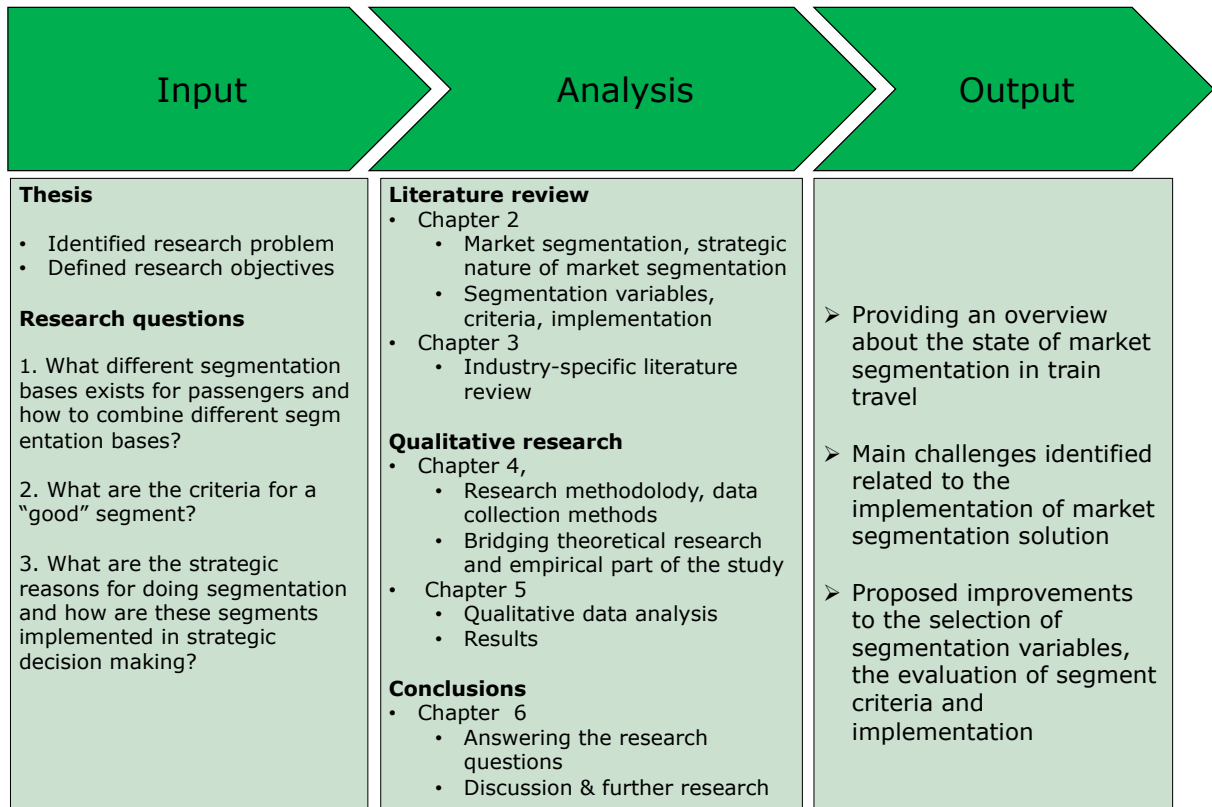 Input
Analysis
Output
Thesis
• Identified research problem
• Defined research objectives
Research questions
1. What different segmentation
bases exists for passengers and
how to combine different segm
entation bases?
2. What are the criteria for a
“good” segment?
3. What are the strategic
reasons for doing segmentation
and how are these segments
implemented in strategic
decision making?
Literature review
• Chapter 2
• Market segmentation, strategic
nature of market segmentation
• Segmentation variables,
criteria, implementation
• Chapter 3
• Industry-specific literature
review
Qualitative research
• Chapter 4,
• Research methodolody, data
collection methods
• Bridging theoretical research
and empirical part of the study
• Chapter 5
• Qualitative data analysis
• Results
Conclusions
• Chapter 6
• Answering the research
questions
• Discussion & further research
➢ Providing an overview
about the state of market
segmentation in train
travel
➢ Main challenges identified
related to the
implementation of market
segmentation solution
➢ Proposed improvements
to the selection of
segmentation variables,
the evaluation of segment
criteria and
implementation